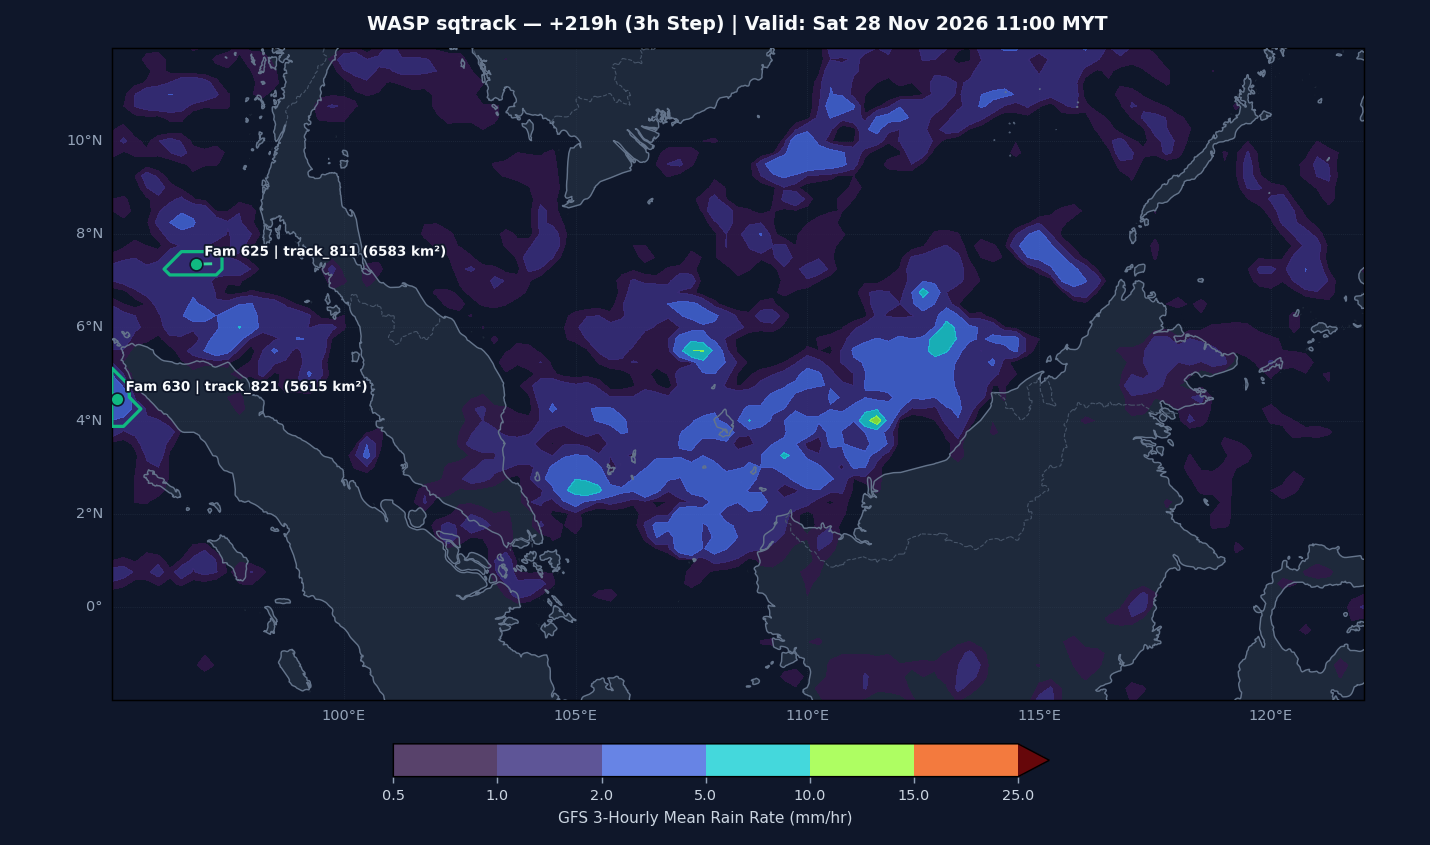 WASP sqtrack — +219h (3h Step) | Valid: Sat 28 Nov 2026 11:00 MYT
10°N
8°N
Fam 625 | track_811 (6583 km²)
6°N
Fam 630 | track_821 (5615 km²)
4°N
2°N
0°
100°E 105°E 110°E 115°E 120°E
0.5 1.0 2.0 5.0 10.0 15.0 25.0
GFS 3-Hourly Mean Rain Rate (mm/hr)